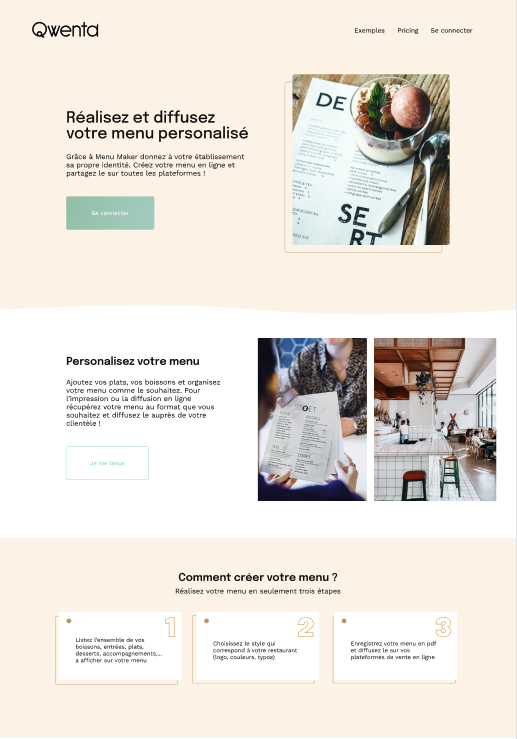 Qwenta
Exemples
Pricing
Se connecter
Réalisez et diffusez
votre menu personalisé
Grâce à Menu Maker donnez à votre établissement
sa propre identité. Créez votre menu en ligne et
partagez le sur toutes les plateformes !
Se connecter
DE
SE
RT
Personalisez votre menu
Ajoutez vos plats, vos boissons et organisez
votre menu comme le souhaitez. Pour
l'impression ou la diffusion en ligne
récupérez votre menu au format que vous
souhaitez et diffusez le auprès de votre
clientèle !
Je me lance
Comment créer votre menu ?
Réalisez votre menu en seulement trois étapes
1
Listez l'ensemble de vos
boissons, entrées, plats,
desserts, accompagnements,...
a afficher sur votre menu
2
Choisissez le style qui
correspond à votre restaurant
(logo, couleurs, typos)
3
Enregistrez votre menu en pdf
et diffusez le sur vos
plateformes de vente en ligne